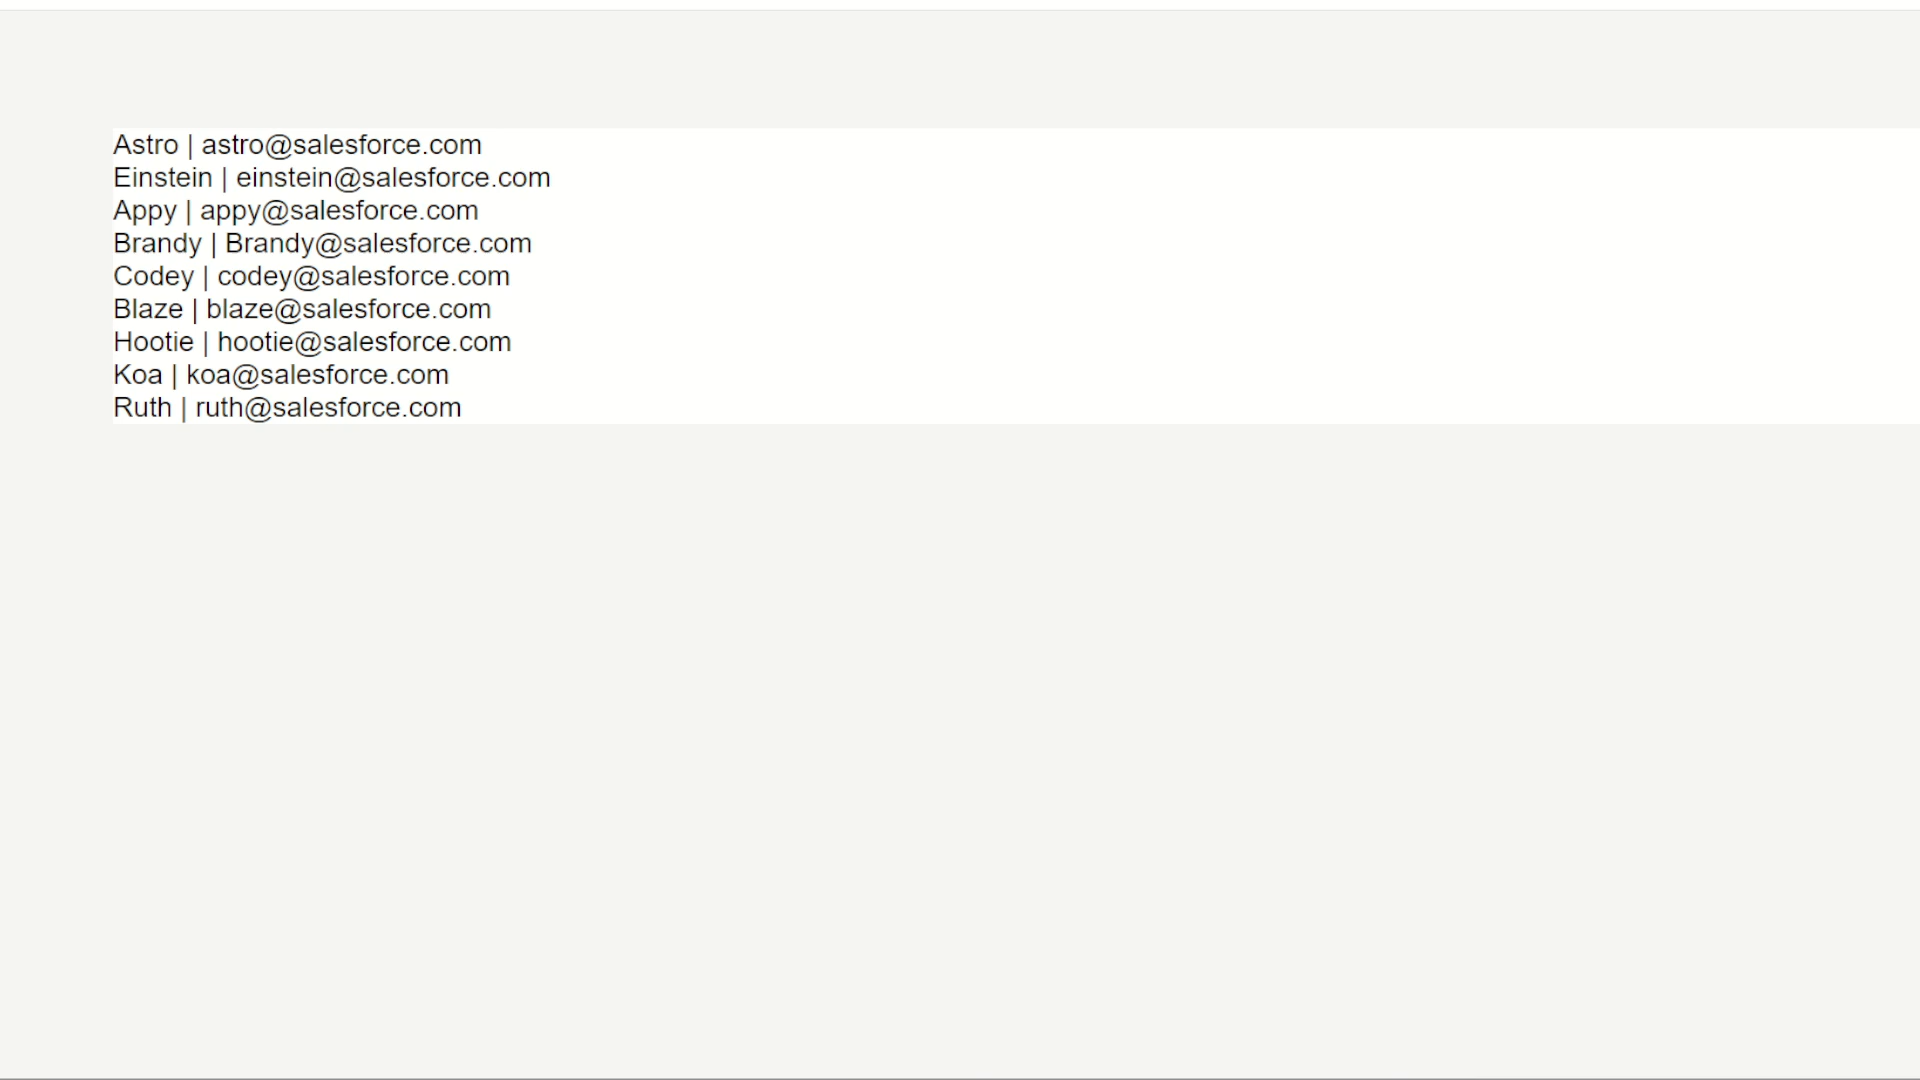 Astro | astro@salesforce.com
Einstein | einstein@salesforce.com
Appy | appy@salesforce.com
Brandy | Brandy@salesforce.com
Codey | codey@salesforce.com
Blaze | blaze@salesforce.com
Hootie | hootie@salesforce.com
Koa | koa@salesforce.com
Ruth | ruth@salesforce.com